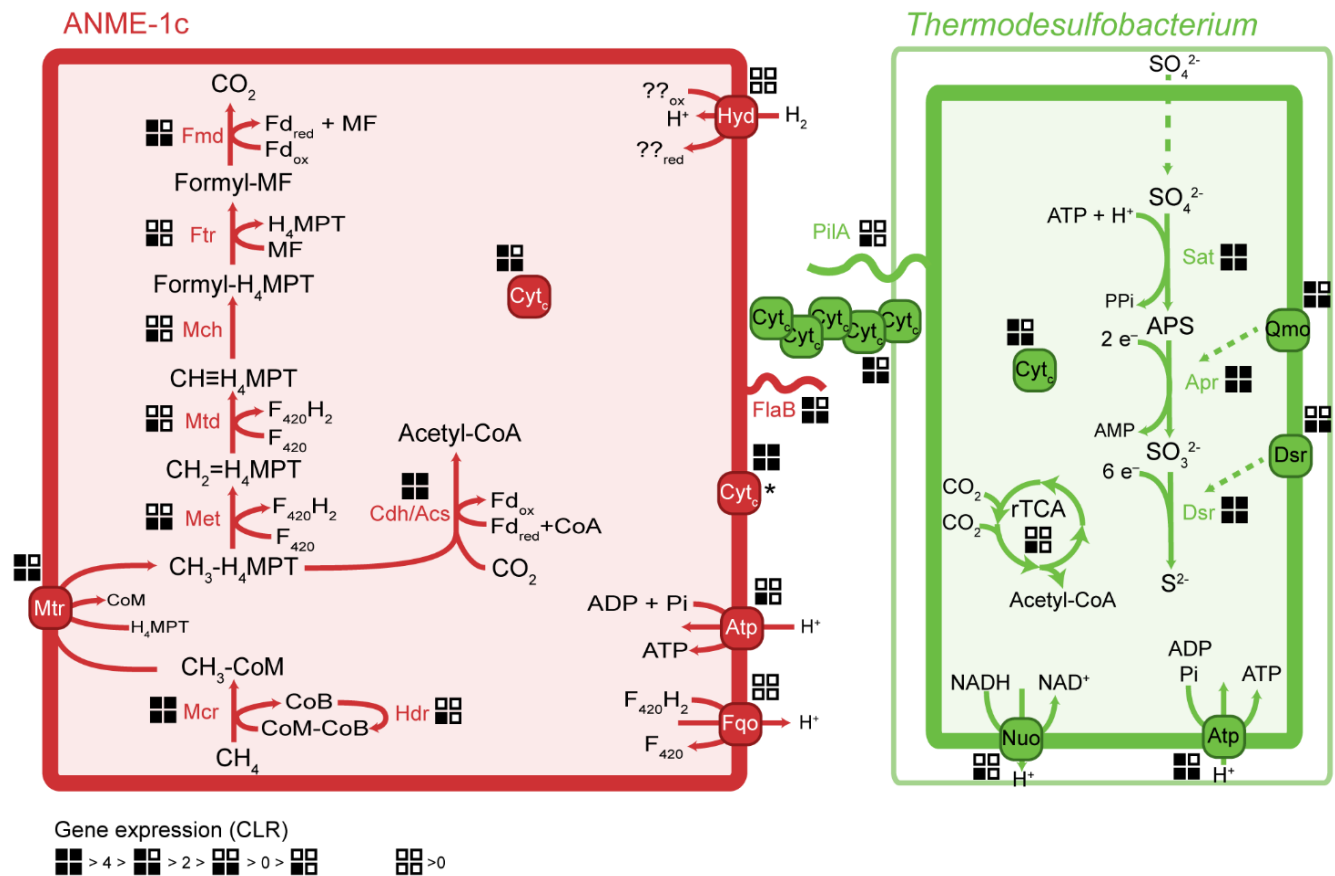 ANME-1c
Thermodesulfobacterium
CO2
Fmd
Fdred + MF
Fdox
Formyl-MF
Ftr
H4MPT
MF
Formyl-H4MPT
Mch
CH≡H4MPT
Mtd
F420H2
F420
CH2=H4MPT
Met
F420H2
F420
CH3-H4MPT
Mtr
CoM
H4MPT
CH3-CoM
Mcr
CoB
CoM-CoB
Hdr
CH4
Acetyl-CoA
Cdh/Acs
Fdox
Fdred+CoA
CO2
Cytc
??ox
H+
Hyd
H2
??red
FlaB
Cytc
*
ADP + Pi
Atp
H+
ATP
F420H2
Fqo
H+
F420
PilA
Cytc
Cytc
Cytc
Cytc
Cytc
SO42-
SO42-
ATP + H+
Sat
PPi
APS
Qmo
2 e–
Apr
AMP
SO32-
Dsr
6 e–
Dsr
S2-
Cytc
CO2
CO2
rTCA
Acetyl-CoA
NADH
NAD+
Nuo
H+
ADP
Pi
ATP
Atp
H+
Gene expression (CLR)
> 4 > > 2 > > 0 > >0